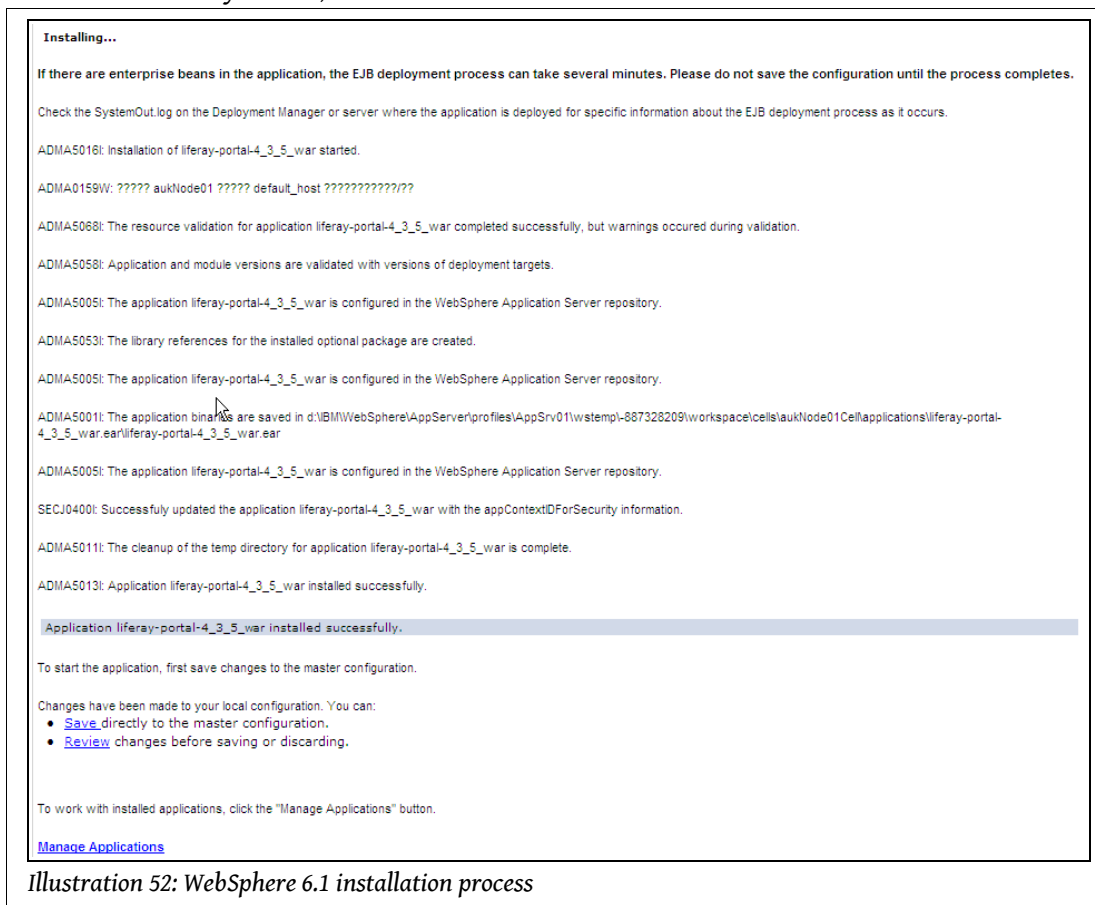 Installing...
If there are enterprise beans in the application, the EJB deployment process can take several minutes. Please do not save the configuration until the process completes.
Check the SystemOut.log on the Deployment Manager or server where the application is deployed for specific information about the EJB deployment process as it occurs.
ADMA5016I: Installation of liferay-portal-4_3_5_war started.
ADMA0159W: ????? aukNode01 ????? default_host ???????????/??
ADMA5068I: The resource validation for application liferay-portal-4_3_5_war completed successfully, but warnings occured during validation.
ADMA5058I: Application and module versions are validated with versions of deployment targets.
ADMA5005I: The application liferay-portal-4_3_5_war is configured in the WebSphere Application Server repository.
ADMA5053I: The library references for the installed optional package are created.
ADMA5005I: The application liferay-portal-4_3_5_war is configured in the WebSphere Application Server repository.
ADMA5001I: The application binaries are saved in d:\IBM\WebSphere\AppServer\profiles\AppSrv01\wstemp\-887328209\workspace\cells\aukNode01Cell\applications\liferay-portal-
4_3_5_war.ear\liferay-portal-4_3_5_war.ear
ADMA5005I: The application liferay-portal-4_3_5_war is configured in the WebSphere Application Server repository.
SECJ0400I: Successfuly updated the application liferay-portal-4_3_5_war with the appContextIDForSecurity information.
ADMA5011I: The cleanup of the temp directory for application liferay-portal-4_3_5_war is complete.
ADMA5013I: Application liferay-portal-4_3_5_war installed successfully.
Application liferay-portal-4_3_5_war installed successfully.
To start the application, first save changes to the master configuration.
Changes have been made to your local configuration. You can:
• Save directly to the master configuration.
• Review changes before saving or discarding.
To work with installed applications, click the "Manage Applications" button.
Manage Applications
Illustration 52: WebSphere 6.1 installation process